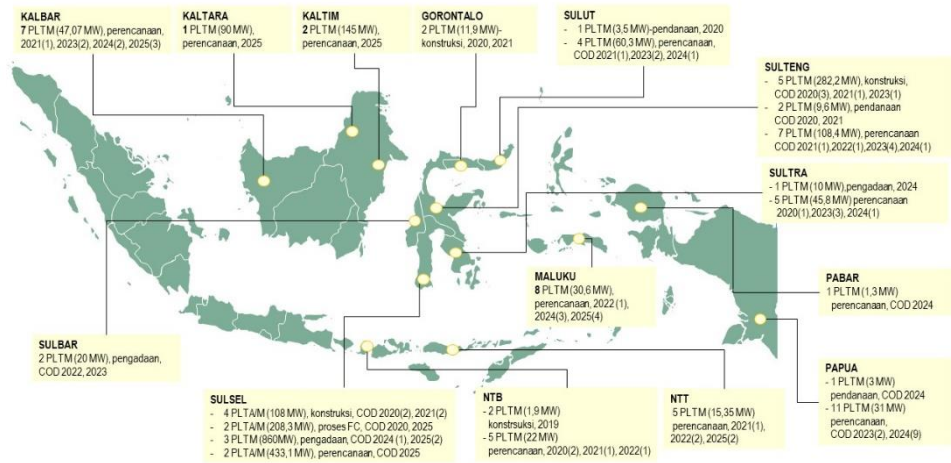 KALBAR
7 PLTM (47,07 MW), perencanaan,
2021(1), 2023(2), 2024(2), 2025(3)
KALTARA
1 PLTM (90 MW),
perencanaan, 2025
KALTIM
2 PLTM (145 MW),
perencanaan, 2025
GORONTALO
2 PLTM (11,9 MW)-
konstruksi, 2020, 2021
SULUT
- 1 PLTM (3,5 MW)-pendanaan, 2020
- 4 PLTM (60,3 MW), perencanaan,
COD 2021(1),2023(2), 2024(1)
SULTENG
- 5 PLTM (282,2 MW), konstruksi,
COD 2020(3), 2021(1), 2023(1)
- 2 PLTM (9,6 MW), pendanaan
COD 2020, 2021
- 7 PLTM (108,4 MW), perencanaan
COD 2021(1),2022(1),2023(4), 2024(1)
SULTRA
- 1 PLTM (10 MW),pengadaan, 2024
- 5 PLTM (45,8 MW) perencanaan
2020(1),2023(3), 2024(1)
MALUKU
8 PLTM (30,6 MW),
perencanaan, 2022 (1),
2024(3), 2025(4)
PABAR
1 PLTM (1,3 MW)
perencanaan, COD 2024
SULBAR
2 PLTM (20 MW), pengadaan,
COD 2022, 2023
SULSEL
- 4 PLTA/M (108 MW), konstruksi, COD 2020(2), 2021(2)
- 2 PLTA/M (208,3 MW), proses FC, COD 2020, 2025
- 3 PLTM (860MW), pengadaan, COD 2024 (1), 2025(2)
- 2 PLTA/M (433,1 MW), perencanaan, COD 2025
NTB
- 2 PLTM (1,9 MW)
konstrsuksi, 2019
- 5 PLTM (22 MW)
perencanaan, 2020(2), 2021(1), 2022(1)
NTT
5 PLTM (15,35 MW)
perencanaan, 2021(1),
2022(2), 2025(2)
PAPUA
- 1 PLTM (3 MW)
pendanaan, COD 2024
- 11 PLTM (31 MW)
perencanaan,
COD 2023(2), 2024(9)